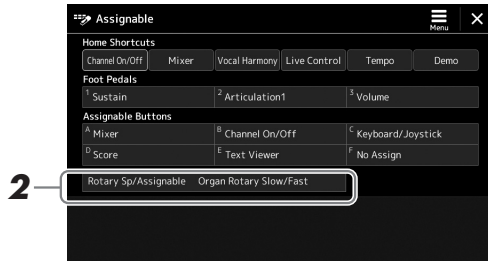 Assignable
Menu
Home Shortcuts
Channel On/Off Mixer Vocal Harmony Live Control Tempo Demo
Foot Pedals
1 Sustain 2 Articulation1 3 Volume
Assignable Buttons
A Mixer B Channel On/Off C Keyboard/Joystick
D Score E Text Viewer F No Assign
2 Rotary Sp/Assignable Organ Rotary Slow/Fast